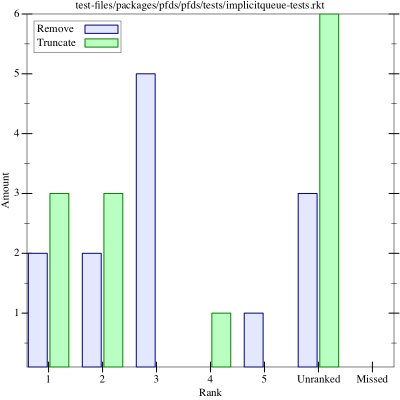 test-files/packages/pfds/pfds/tests/implicitqueue-tests.rkt
Remove
Truncate
6
5
4
3
2
1
Amount
1 2 3 4 5 Unranked Missed
Rank